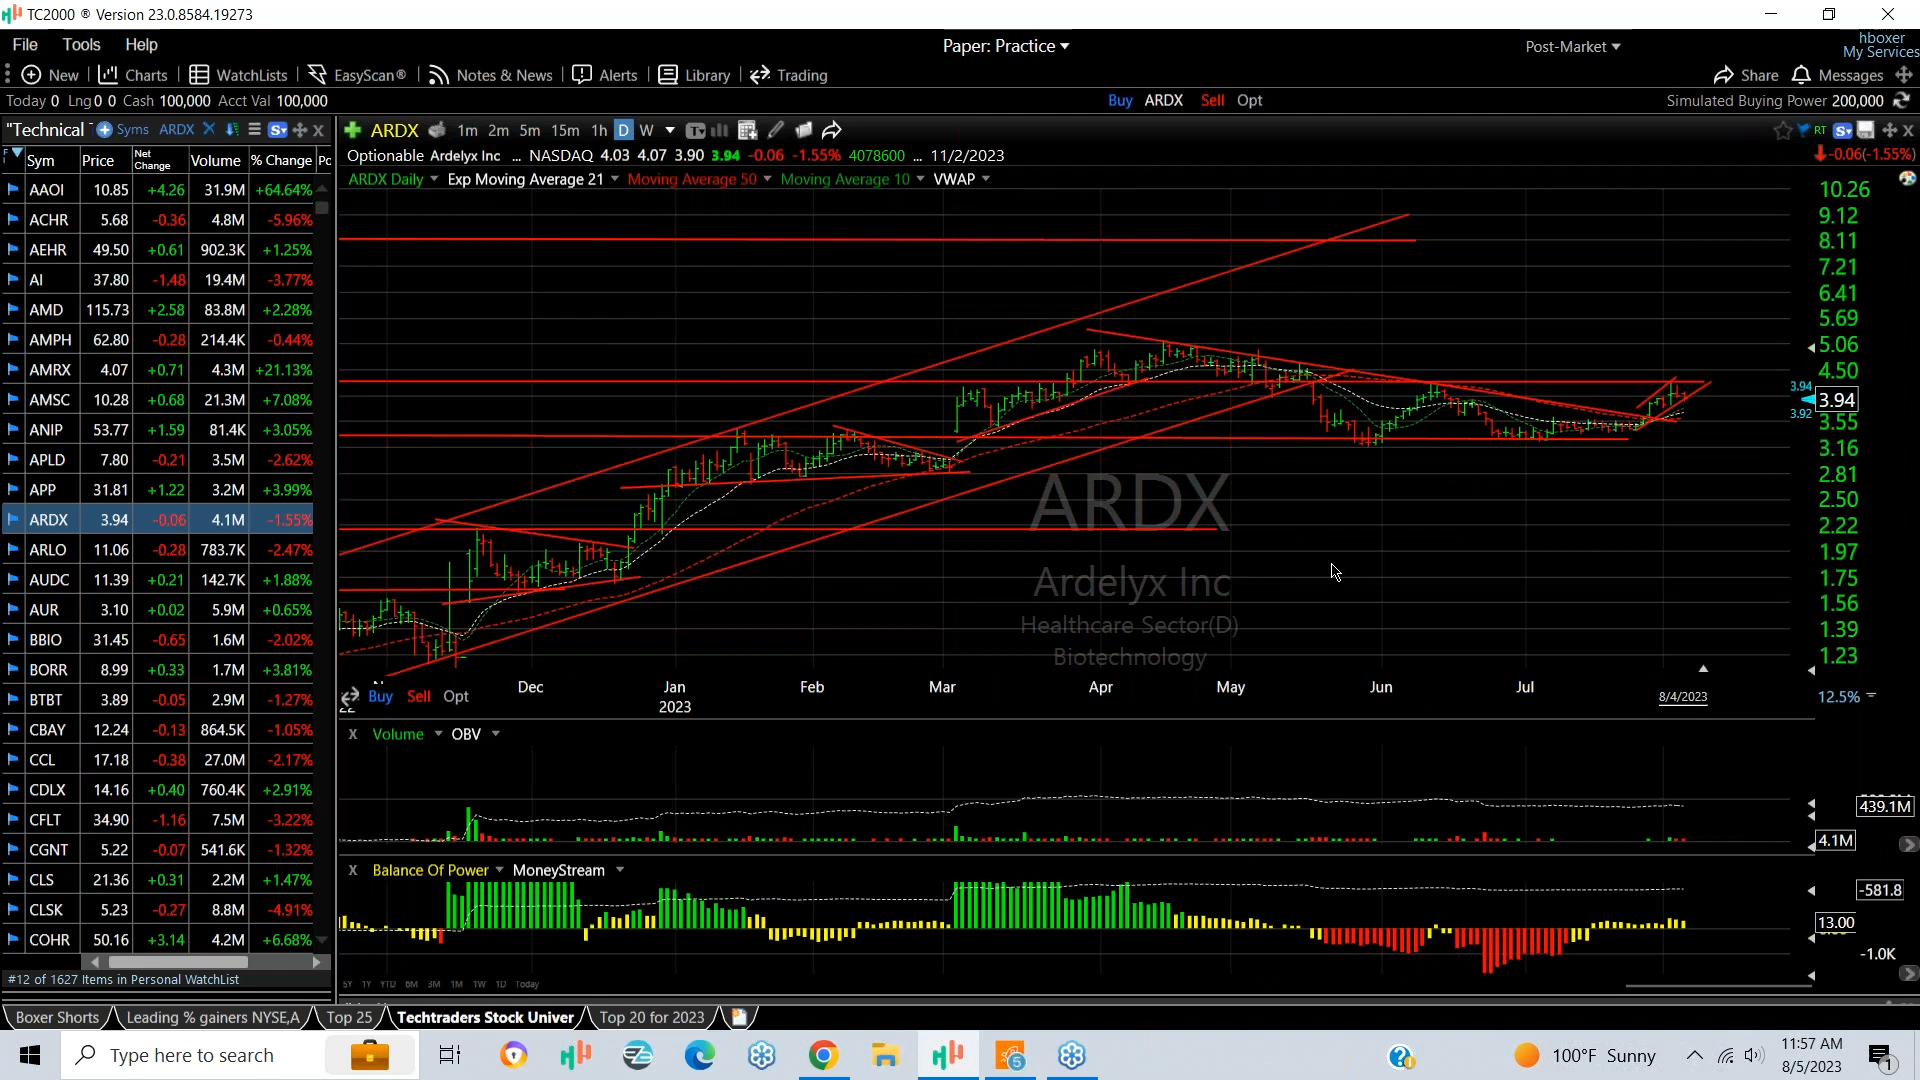 TC2000 ® Version 23.0.8584.19273
File Tools Help Paper: Practice Post-Market hboxer
My Services
New Charts WatchLists EasyScan® Notes & News Alerts Library Trading Share Messages
Today 0 Lng 0 0 Cash 100,000 Acct Val 100,000 Buy ARDX Sell Opt Simulated Buying Power 200,000
"Technical Syms ARDX ARDX 1m 2m 5m 15m 1h D W RT
Sym Price Net Change Volume % Change
Optionable Ardelyx Inc ... NASDAQ 4.03 4.07 3.90 3.94 -0.06 -1.55% 4078600 ... 11/2/2023 -0.06(-1.55%)
ARDX Daily Exp Moving Average 21 Moving Average 50 Moving Average 10 VWAP
AAOI 10.85 +4.26 31.9M +64.64%
ACHR 5.68 -0.36 4.8M -5.96%
AEHR 49.50 +0.61 902.3K +1.25%
AI 37.80 -1.48 19.4M -3.77%
AMD 115.73 +2.58 83.8M +2.28%
AMPH 62.80 -0.28 214.4K -0.44%
AMRX 4.07 +0.71 4.3M +21.13%
AMSC 10.28 +0.68 21.3M +7.08%
ANIP 53.77 +1.59 81.4K +3.05%
APLD 7.80 -0.21 3.5M -2.62%
APP 31.81 +1.22 3.2M +3.99%
ARDX 3.94 -0.06 4.1M -1.55%
ARLO 11.06 -0.28 783.7K -2.47%
AUDC 11.39 +0.21 142.7K +1.88%
AUR 3.10 +0.02 5.9M +0.65%
BBIO 31.45 -0.65 1.6M -2.02%
BORR 8.99 +0.33 1.7M +3.81%
BTBT 3.89 -0.05 2.9M -1.27%
CBAY 12.24 -0.13 864.5K -1.05%
CCL 17.18 -0.38 27.0M -2.17%
CDLX 14.16 +0.40 760.4K +2.91%
CFLT 34.90 -1.16 7.5M -3.22%
CGNT 5.22 -0.07 541.6K -1.32%
CLS 21.36 +0.31 2.2M +1.47%
CLSK 5.23 -0.27 8.8M -4.91%
COHR 50.16 +3.14 4.2M +6.68%
#12 of 1627 Items in Personal WatchList
10.26
9.12
8.11
7.21
6.41
5.69
5.06
4.50
3.94
3.94
3.92
3.55
3.16
2.81
2.50
2.22
1.97
1.75
1.56
1.39
1.23
ARDX
Ardelyx Inc
Healthcare Sector(D)
Biotechnology
Dec Jan Feb Mar Apr May Jun Jul
22 Buy Sell Opt 2023 8/4/2023 12.5%
X Volume OBV
439.1M
4.1M
X Balance Of Power MoneyStream
-581.8
13.00
-1.0K
5Y 1Y YTD 6M 3M 1M 1W 1D Today
Boxer Shorts Leading % gainers NYSE,A Top 25 Techtraders Stock Univer Top 20 for 2023
Type here to search 100°F Sunny 11:57 AM
8/5/2023
1